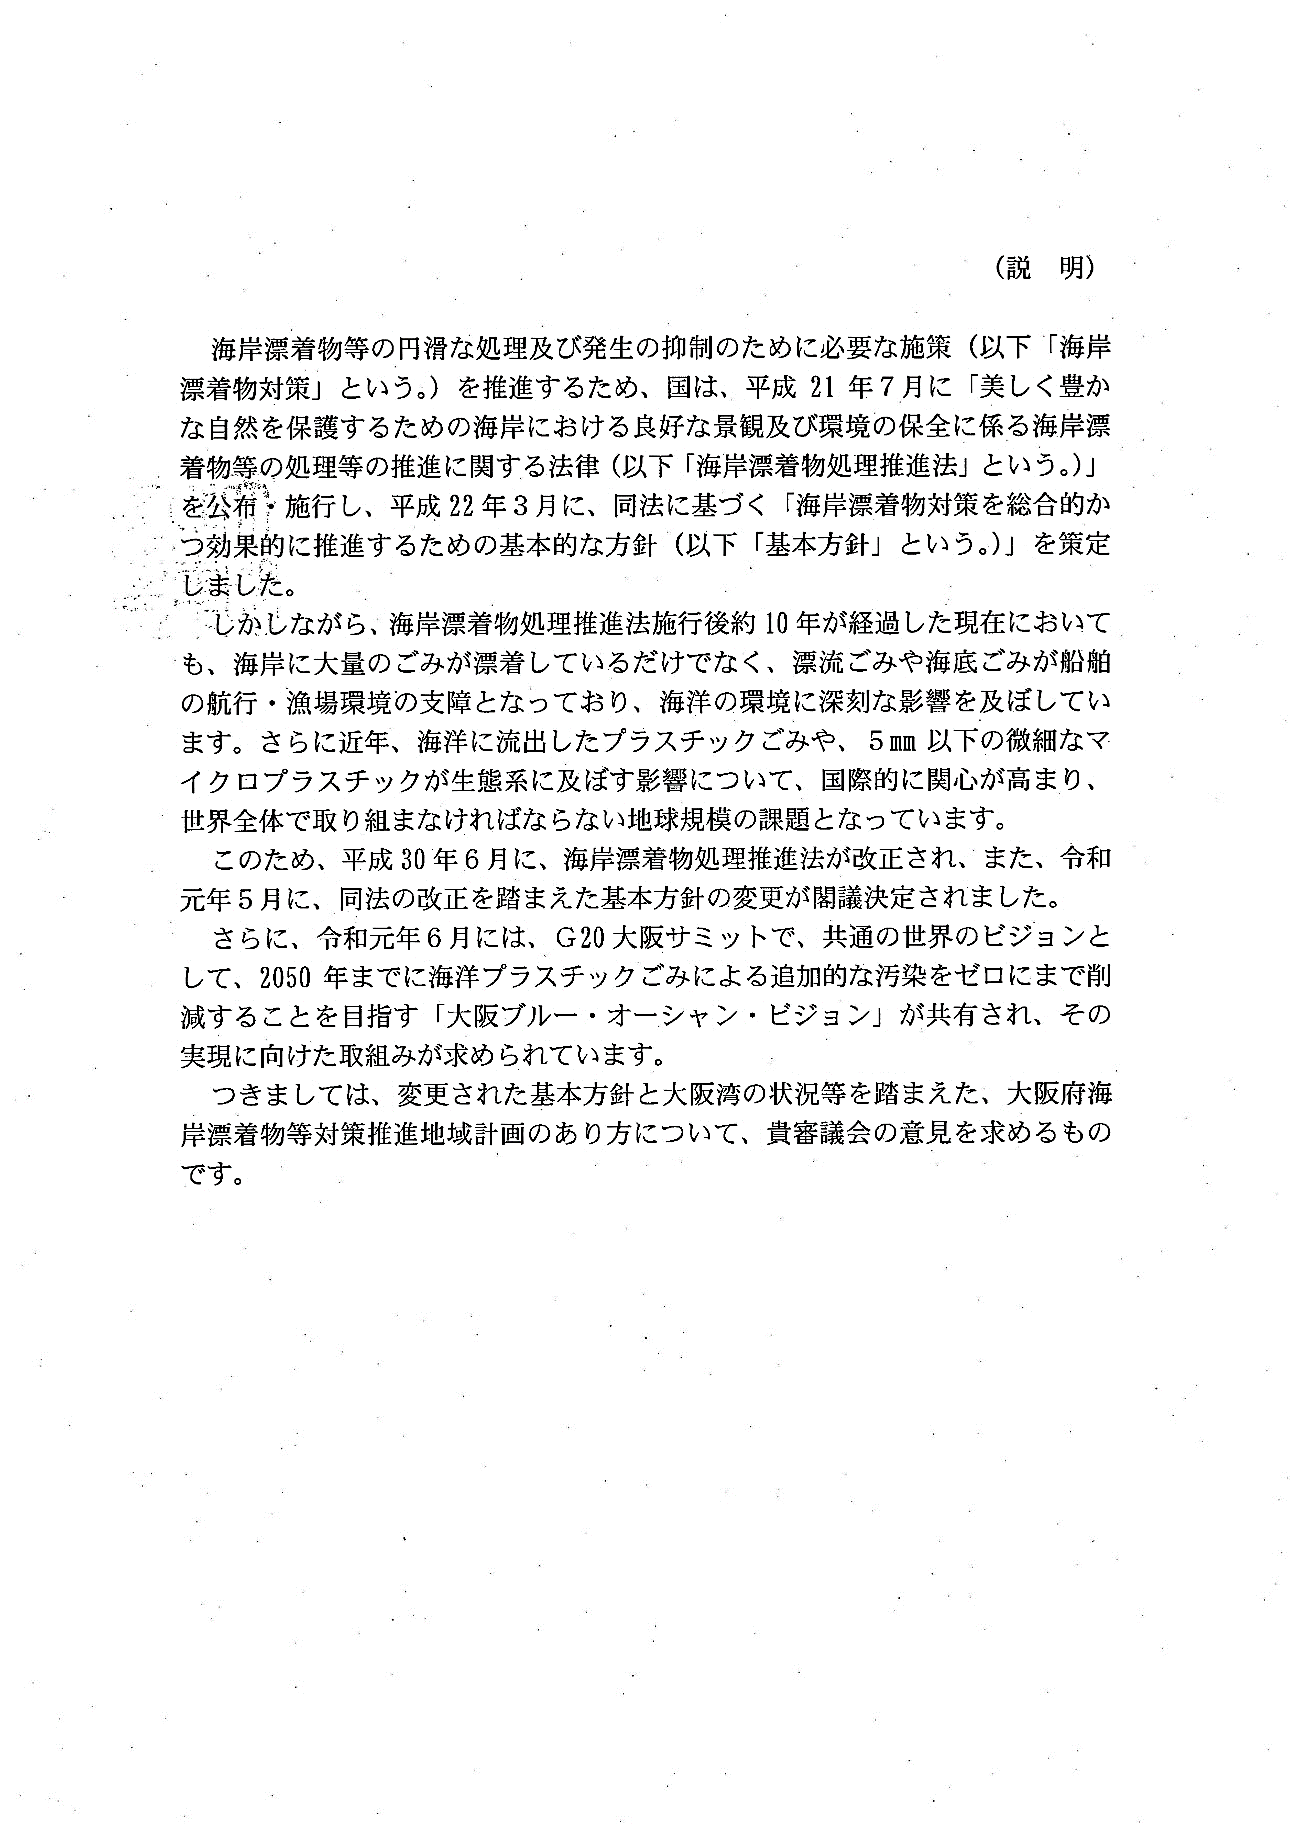 （説　明）
海岸漂着物等の円滑な処理及び発生の抑制のために必要な施策（以下「海岸
漂着物対策」という。）を推進するため、国は、平成 21 年７月に「美しく豊か
な自然を保護するための海岸における良好な景観及び環境の保全に係る海岸漂
着物等の処理等の推進に関する法律（以下「海岸漂着物処理推進法」という。）」
を公布・施行し、平成 22 年３月に、同法に基づく「海岸漂着物対策を総合的か
つ効果的に推進するための基本的な方針（以下「基本方針」という。）」を策定
しました。
しかしながら、海岸漂着物処理推進法施行後約 10 年が経過した現在において
も、海岸に大量のごみが漂着しているだけでなく、漂流ごみや海底ごみが船舶
の航行・漁場環境の支障となっており、海洋の環境に深刻な影響を及ぼしてい
ます。さらに近年、海洋に流出したプラスチックごみや、５㎜ 以下の微細なマ
イクロプラスチックが生態系に及ぼす影響について、国際的に関心が高まり、
世界全体で取り組まなければならない地球規模の課題となっています。
このため、平成 30 年６月に、海岸漂着物処理推進法が改正され、また、令和
元年５月に、同法の改正を踏まえた基本方針の変更が閣議決定されました。
さらに、令和元年６月には、Ｇ20 大阪サミットで、共通の世界のビジョンと
して、2050 年までに海洋プラスチックごみによる追加的な汚染をゼロにまで削
減することを目指す「大阪ブルー・オーシャン・ビジョン」が共有され、その
実現に向けた取組みが求められています。
つきましては、変更された基本方針と大阪湾の状況等を踏まえた、大阪府海
岸漂着物等対策推進地域計画のあり方について、貴審議会の意見を求めるもの
です。